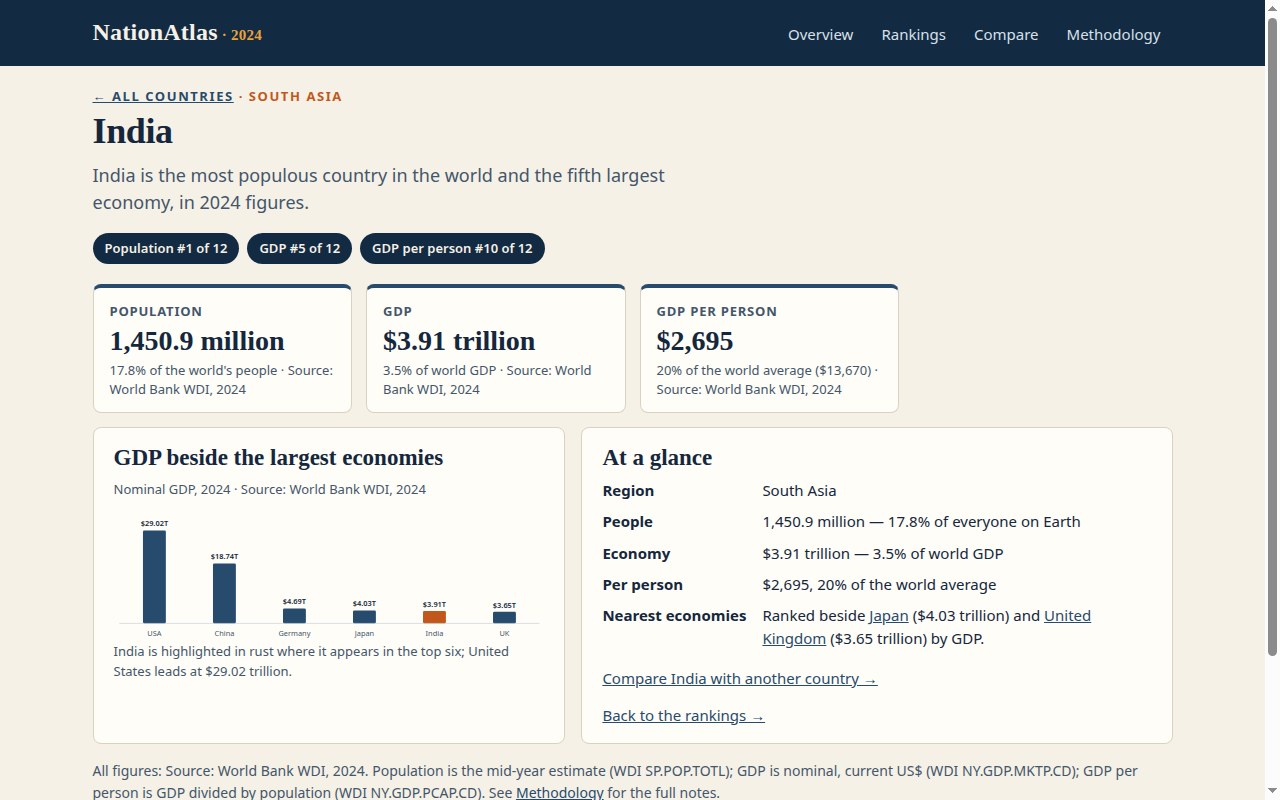 NationAtlas · 2024
Overview Rankings Compare Methodology
← ALL COUNTRIES · SOUTH ASIA
India
India is the most populous country in the world and the fifth largest
economy, in 2024 figures.
Population #1 of 12 GDP #5 of 12 GDP per person #10 of 12
POPULATION
1,450.9 million
17.8% of the world's people · Source:
World Bank WDI, 2024
GDP
$3.91 trillion
3.5% of world GDP · Source: World
Bank WDI, 2024
GDP PER PERSON
$2,695
20% of the world average ($13,670) ·
Source: World Bank WDI, 2024
GDP beside the largest economies
Nominal GDP, 2024 · Source: World Bank WDI, 2024
$29.02T $18.74T $4.69T $4.03T $3.91T $3.65T
USA China Germany Japan India UK
India is highlighted in rust where it appears in the top six; United
States leads at $29.02 trillion.
At a glance
Region South Asia
People 1,450.9 million — 17.8% of everyone on Earth
Economy $3.91 trillion — 3.5% of world GDP
Per person $2,695, 20% of the world average
Nearest economies Ranked beside Japan ($4.03 trillion) and United
Kingdom ($3.65 trillion) by GDP.
Compare India with another country →
Back to the rankings →
All figures: Source: World Bank WDI, 2024. Population is the mid-year estimate (WDI SP.POP.TOTL); GDP is nominal, current US$ (WDI NY.GDP.MKTP.CD); GDP per
person is GDP divided by population (WDI NY.GDP.PCAP.CD). See Methodology for the full notes.